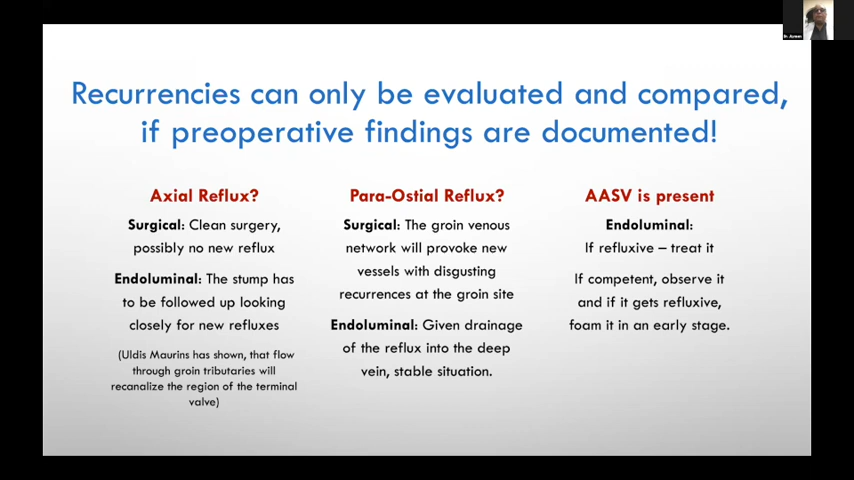 Recurrencies can only be evaluated and compared,
if preoperative findings are documented!
Axial Reflux?
Surgical: Clean surgery,
possibly no new reflux
Endoluminal: The stump has
to be followed up looking
closely for new refluxes
(Uldis Maurins has shown, that flow
through groin tributaries will
recanalize the region of the terminal
valve)
Para-Ostial Reflux?
Surgical: The groin venous
network will provoke new
vessels with disgusting
recurrences at the groin site
Endoluminal: Given drainage
of the reflux into the deep
vein, stable situation.
AASV is present
Endoluminal:
If refluxive – treat it
If competent, observe it
and if it gets refluxive,
foam it in an early stage.